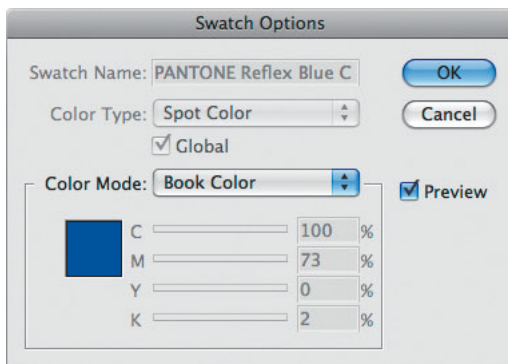 Swatch Options
Swatch Name: PANTONE Reflex Blue C
OK
Color Type: Spot Color
Cancel
Global
Color Mode: Book Color
Preview
C 100 %
M 73 %
Y 0 %
K 2 %